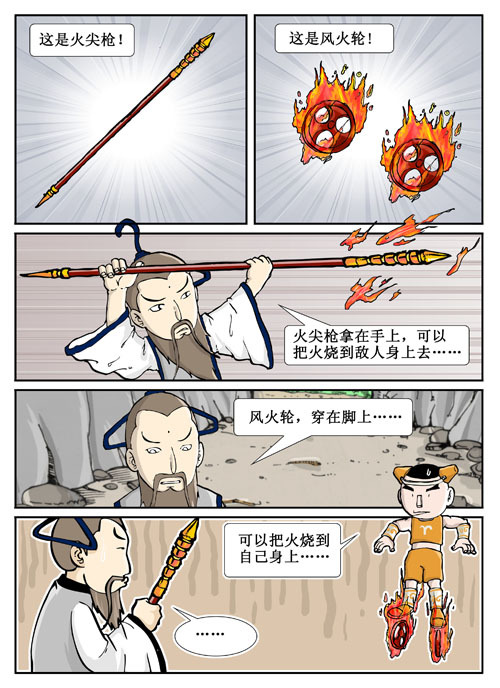 这是火尖枪!
这是风火轮!
火尖枪拿在手上，可以
把火烧到敌人身上去……
风火轮，穿在脚上……
可以把火烧到
自己身上……
……